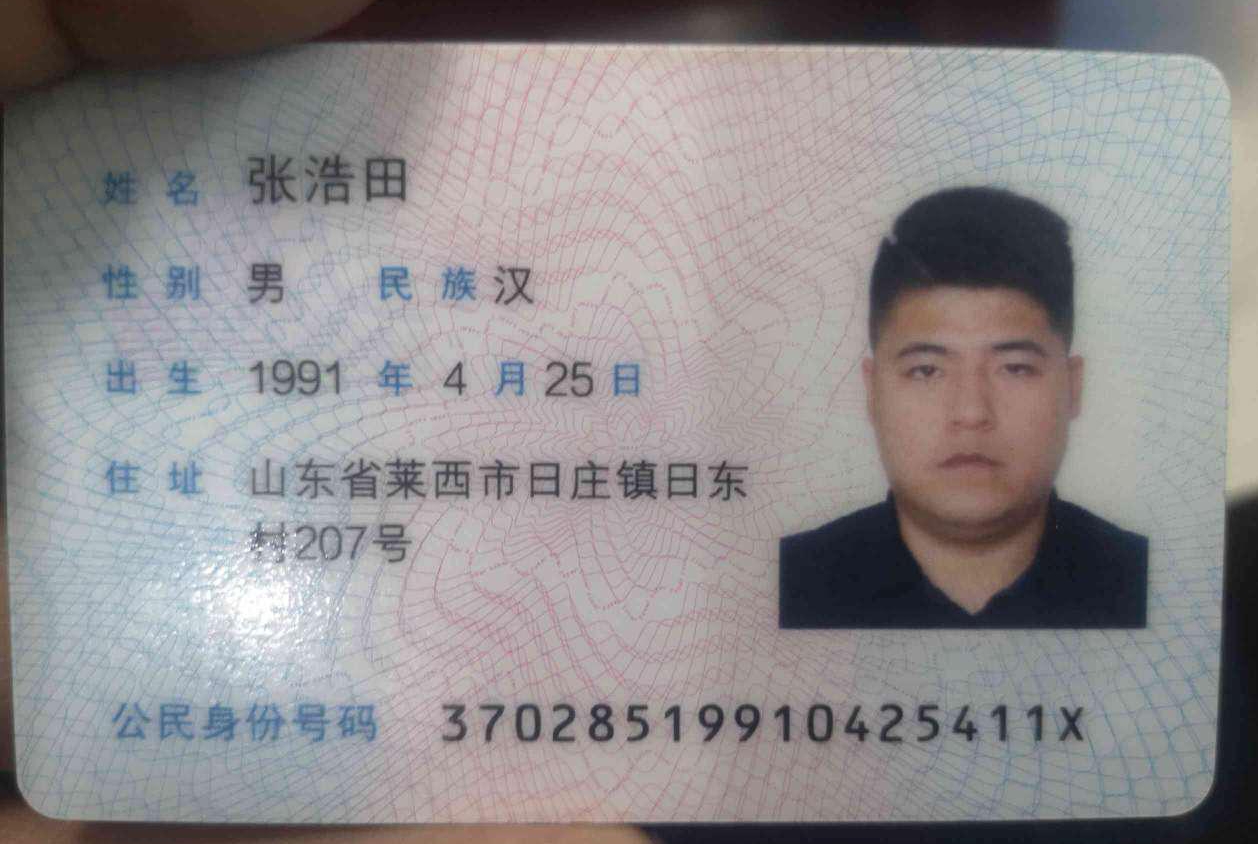 姓名 张浩田
性别 男 民族 汉
出生 1991 年 4 月 25 日
住址 山东省莱西市日庄镇日东
村207号
公民身份号码 37028519910425411X